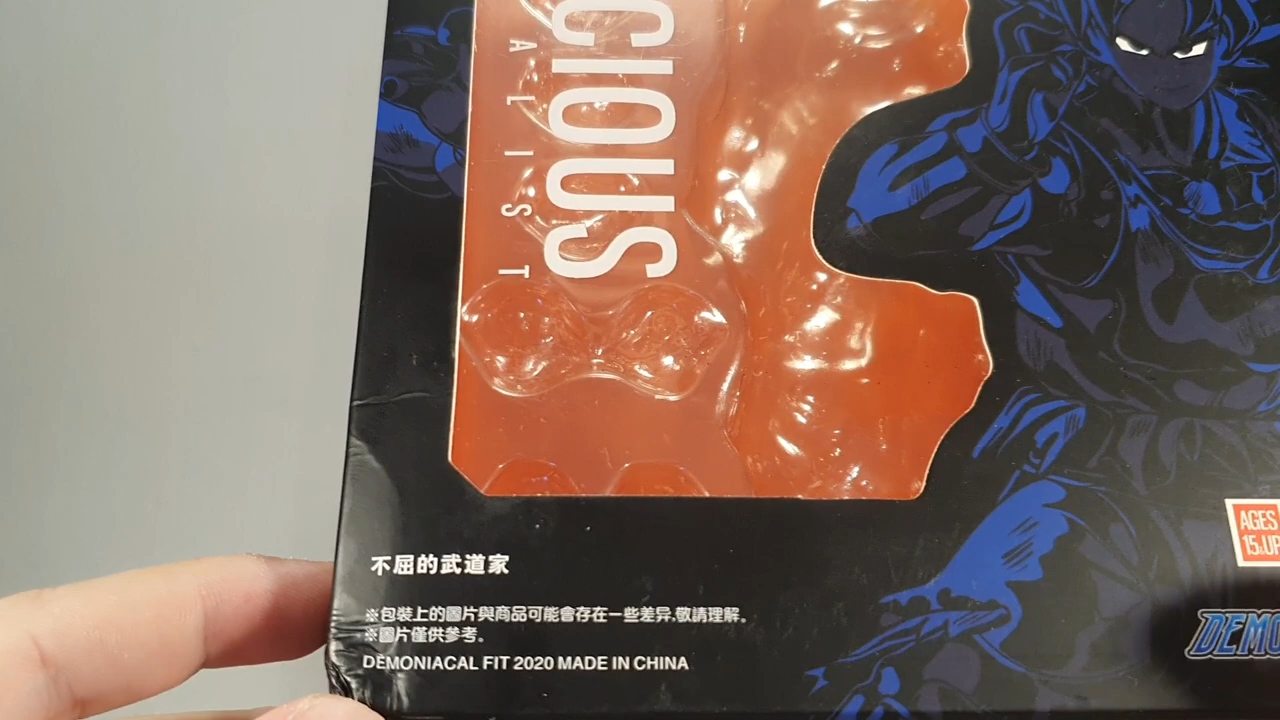 CIOUS
ALIST
AGES
15&UP
不屈的武道家
※包裝上的圖片與商品可能會存在一些差异,敬請理解。
※圖片僅供參考。
DEMONIACAL FIT 2020 MADE IN CHINA
DEMO